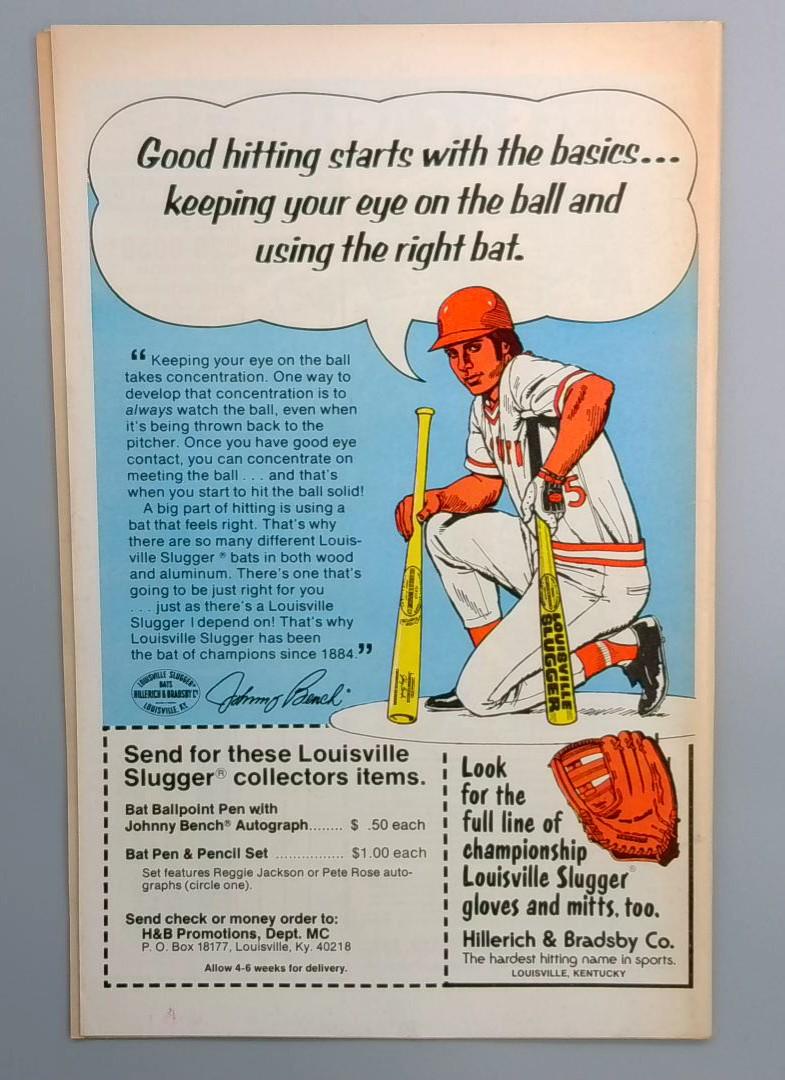 Good hitting starts with the basics...
keeping your eye on the ball and
using the right bat.
“ Keeping your eye on the ball
takes concentration. One way to
develop that concentration is to
always watch the ball, even when
it's being thrown back to the
pitcher. Once you have good eye
contact, you can concentrate on
meeting the ball . . . and that's
when you start to hit the ball solid!
A big part of hitting is using a
bat that feels right. That's why
there are so many different Louis-
ville Slugger ® bats in both wood
and aluminum. There's one that's
going to be just right for you
. . . just as there's a Louisville
Slugger I depend on! That's why
Louisville Slugger has been
the bat of champions since 1884.”
5
LOUISVILLE
SLUGGER
LOUISVILLE SLUGGER
BATS
HILLERICH & BRADSBY Co
LOUISVILLE, KY.
Johnny Bench®
Send for these Louisville
Slugger® collectors items.
Bat Ballpoint Pen with
Johnny Bench® Autograph........ $ .50 each
Bat Pen & Pencil Set ................ $1.00 each
Set features Reggie Jackson or Pete Rose auto-
graphs (circle one).
Send check or money order to:
H&B Promotions, Dept. MC
P. O. Box 18177, Louisville, Ky. 40218
Allow 4-6 weeks for delivery.
Look
for the
full line of
championship
Louisville Slugger®
gloves and mitts, too.
Hillerich & Bradsby Co.
The hardest hitting name in sports.
LOUISVILLE, KENTUCKY